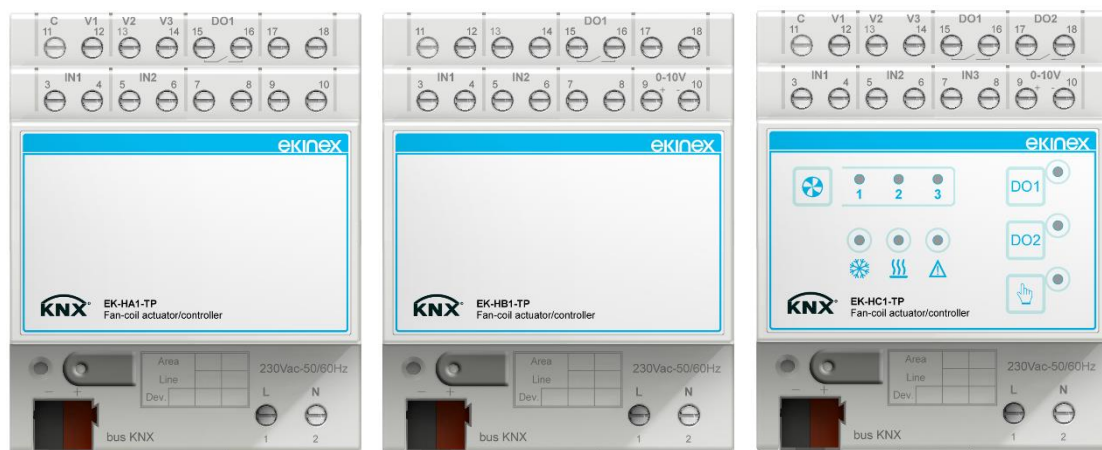 C V1 V2 V3 DO1
11 12 13 14 15 16 17 18
IN1 IN2
3 4 5 6 7 8 9 10
ekinex
KNX
EK-HA1-TP
Fan-coil actuator/controller
Area
Line
Dev.
230Vac-50/60Hz
L N
- +
bus KNX
1 2
DO1
11 12 13 14 15 16 17 18
IN1 IN2 0-10V
3 4 5 6 7 8 9 + - 10
ekinex
KNX
EK-HB1-TP
Fan-coil actuator/controller
Area
Line
Dev.
230Vac-50/60Hz
L N
- +
bus KNX
1 2
C V1 V2 V3 DO1 DO2
11 12 13 14 15 16 17 18
IN1 IN2 IN3 0-10V
3 4 5 6 7 8 9 + - 10
ekinex
1 2 3
DO1
DO2
KNX
EK-HC1-TP
Fan-coil actuator/controller
Area
Line
Dev.
230Vac-50/60Hz
L N
- +
bus KNX
1 2